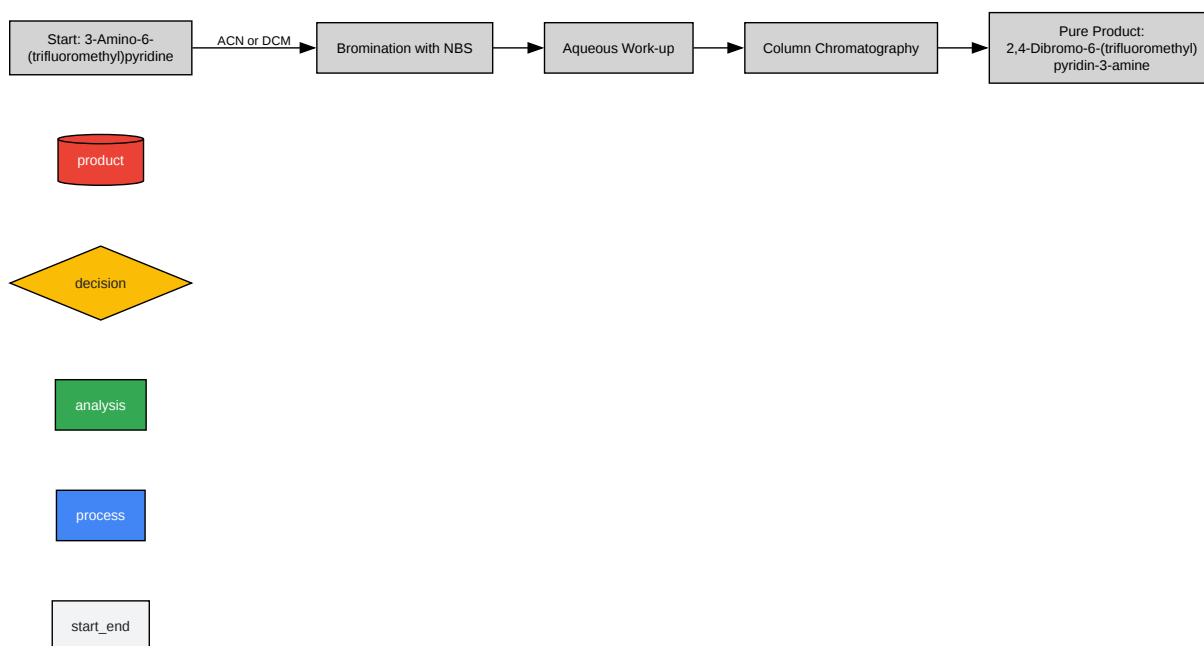 Start: 3-Amino-6-
(trifluoromethyl)pyridine
ACN or DCM
Bromination with NBS
Aqueous Work-up
Column Chromatography
Pure Product:
2,4-Dibromo-6-(trifluoromethyl)
pyridin-3-amine
product
decision
analysis
process
start_end